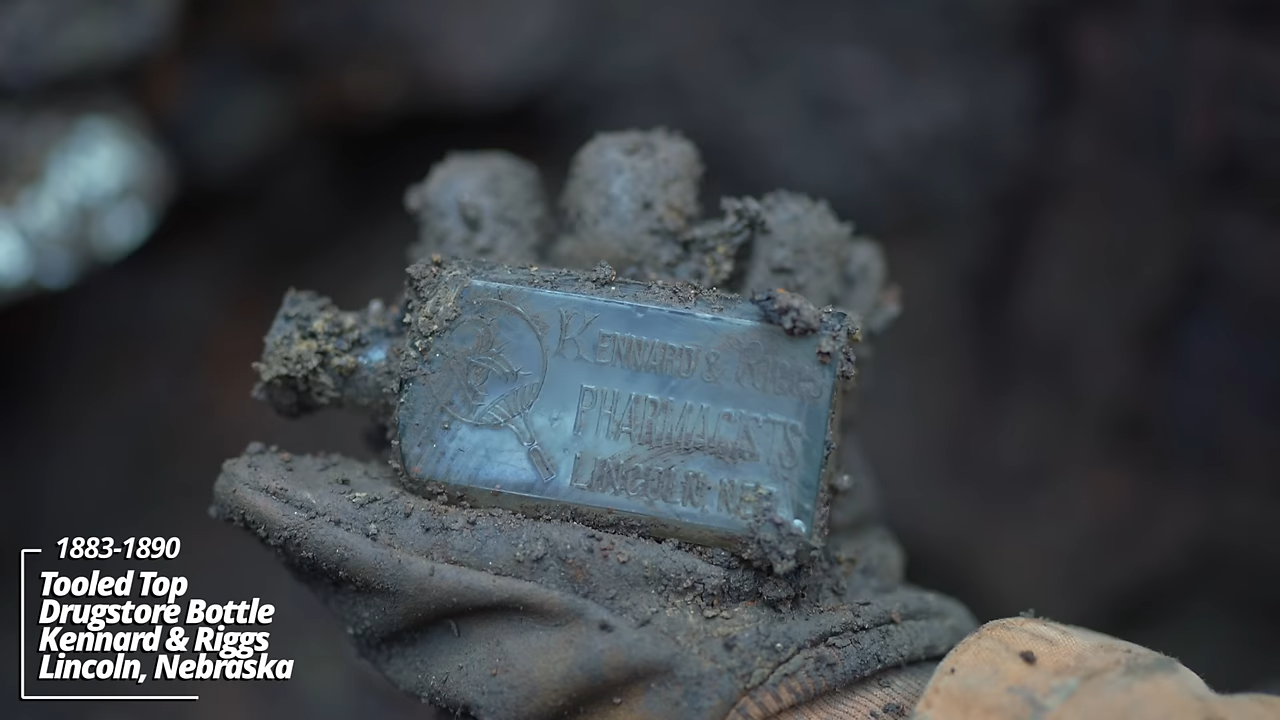 KENNARD & RIGGS
PHARMACISTS
LINCOLN, NEB.
1883-1890
Tooled Top
Drugstore Bottle
Kennard & Riggs
Lincoln, Nebraska